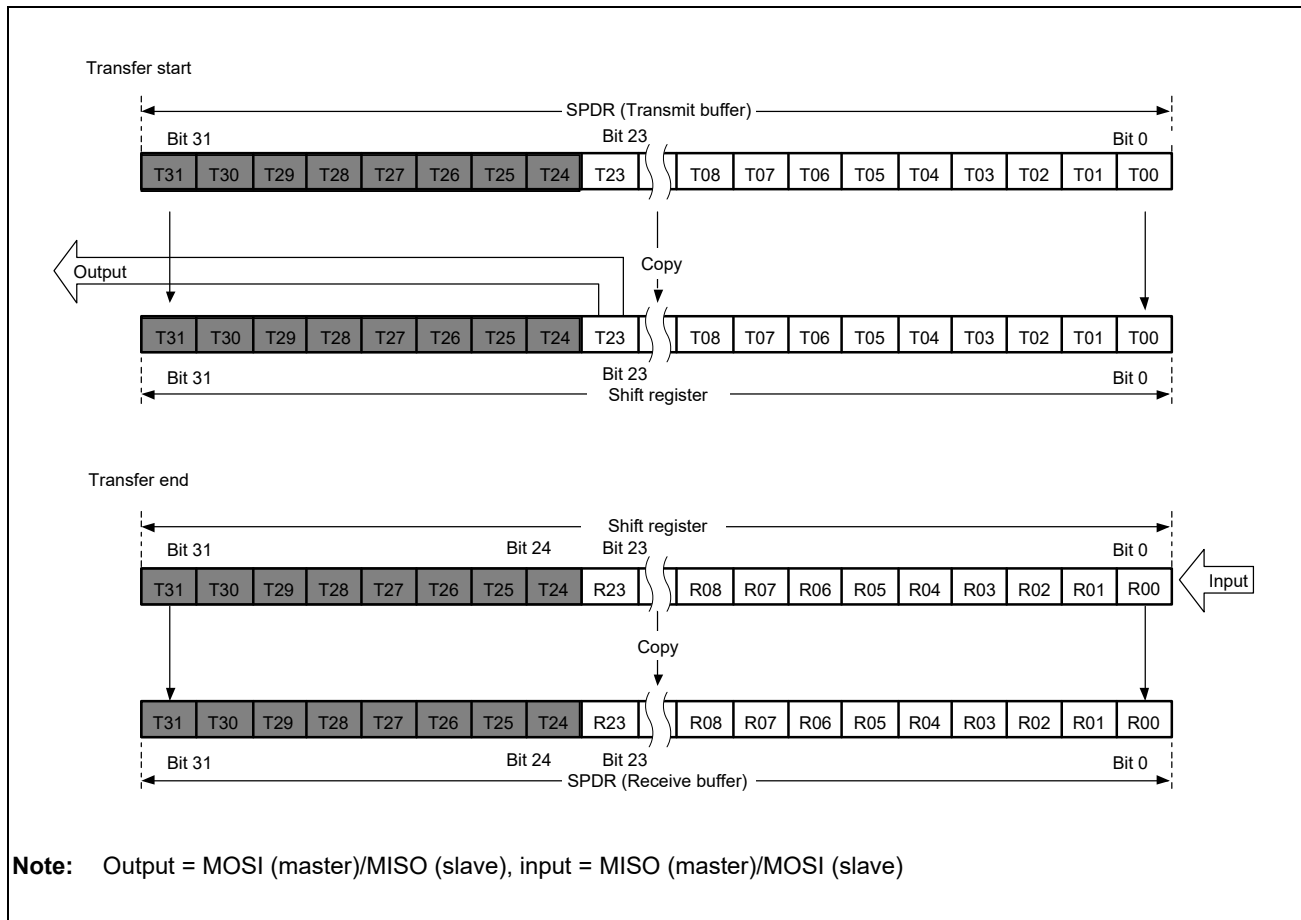 Transfer start
SPDR (Transmit buffer)
Bit 31 Bit 23 Bit 0
T31 T30 T29 T28 T27 T26 T25 T24 T23 T08 T07 T06 T05 T04 T03 T02 T01 T00
Output Copy
T31 T30 T29 T28 T27 T26 T25 T24 T23 T08 T07 T06 T05 T04 T03 T02 T01 T00
Bit 31 Bit 23 Bit 0
Shift register
Transfer end
Shift register
Bit 31 Bit 24 Bit 23 Bit 0
T31 T30 T29 T28 T27 T26 T25 T24 R23 R08 R07 R06 R05 R04 R03 R02 R01 R00 Input
Copy
T31 T30 T29 T28 T27 T26 T25 T24 R23 R08 R07 R06 R05 R04 R03 R02 R01 R00
Bit 31 Bit 24 Bit 23 Bit 0
SPDR (Receive buffer)
Note: Output = MOSI (master)/MISO (slave), input = MISO (master)/MOSI (slave)